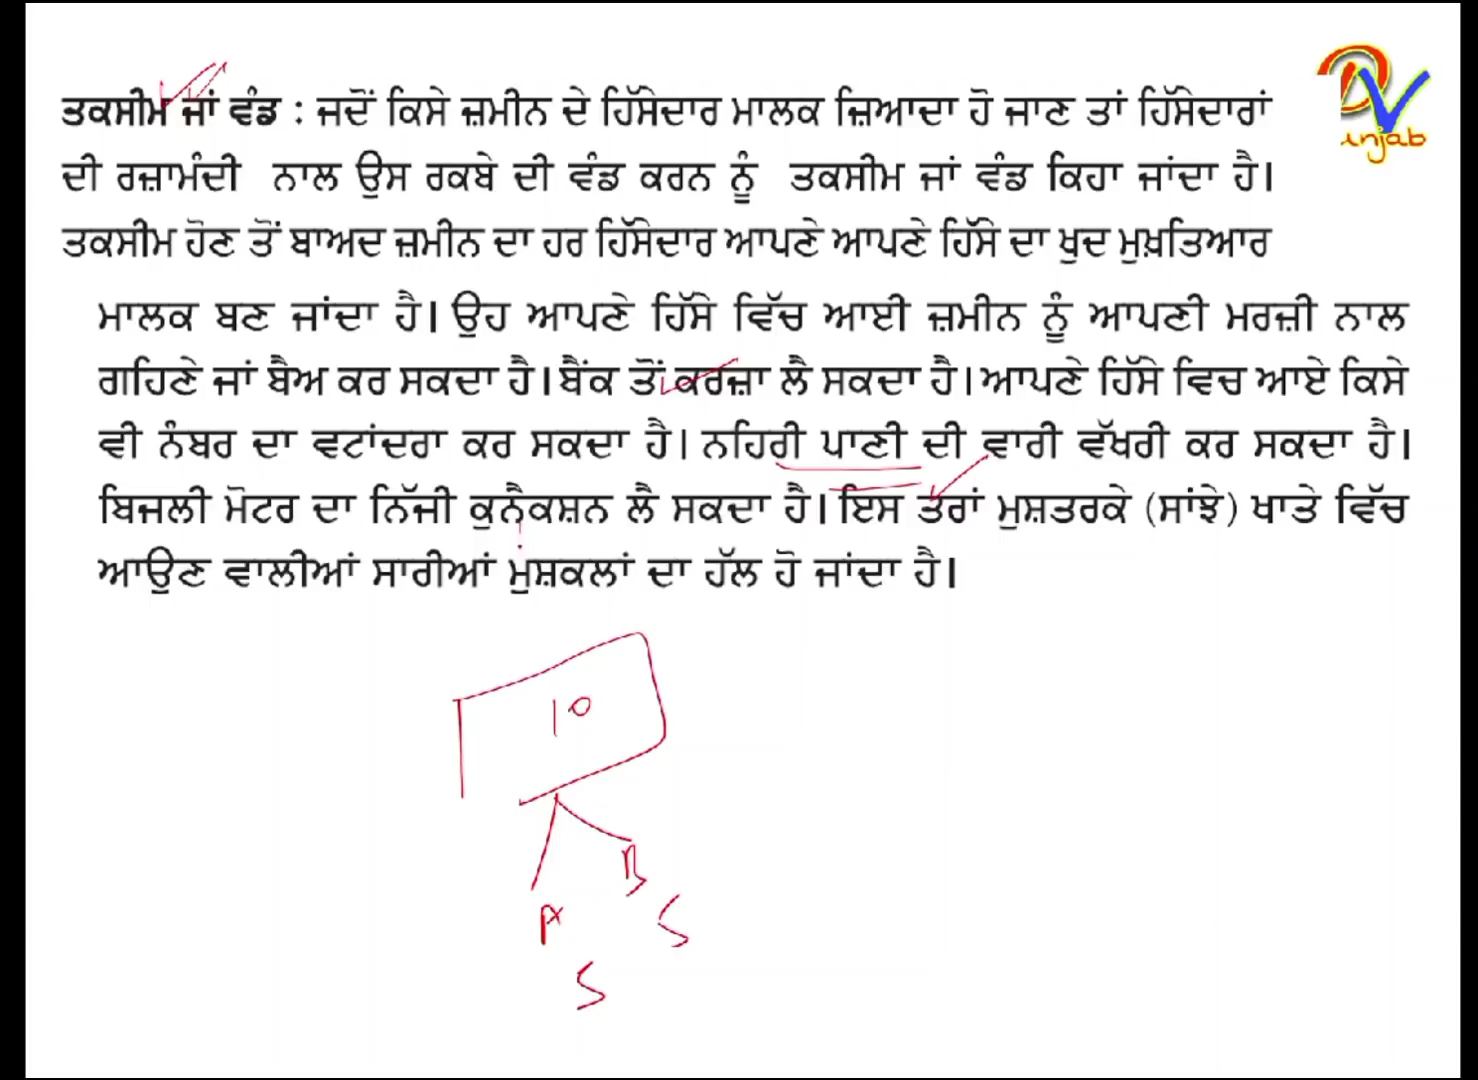 ਤਕਸੀਮ ਜਾਂ ਵੰਡ : ਜਦੋਂ ਕਿਸੇ ਜ਼ਮੀਨ ਦੇ ਹਿੱਸੇਦਾਰ ਮਾਲਕ ਜ਼ਿਆਦਾ ਹੋ ਜਾਣ ਤਾਂ ਹਿੱਸੇਦਾਰਾਂ
ਦੀ ਰਜ਼ਾਮੰਦੀ ਨਾਲ ਉਸ ਰਕਬੇ ਦੀ ਵੰਡ ਕਰਨ ਨੂੰ ਤਕਸੀਮ ਜਾਂ ਵੰਡ ਕਿਹਾ ਜਾਂਦਾ ਹੈ।
ਤਕਸੀਮ ਹੋਣ ਤੋਂ ਬਾਅਦ ਜ਼ਮੀਨ ਦਾ ਹਰ ਹਿੱਸੇਦਾਰ ਆਪਣੇ ਆਪਣੇ ਹਿੱਸੇ ਦਾ ਖੁਦ ਮੁਖ਼ਤਿਆਰ
ਮਾਲਕ ਬਣ ਜਾਂਦਾ ਹੈ। ਉਹ ਆਪਣੇ ਹਿੱਸੇ ਵਿੱਚ ਆਈ ਜ਼ਮੀਨ ਨੂੰ ਆਪਣੀ ਮਰਜ਼ੀ ਨਾਲ
ਗਹਿਣੇ ਜਾਂ ਬੈਅ ਕਰ ਸਕਦਾ ਹੈ। ਬੈਂਕ ਤੋਂ ਕਰਜ਼ਾ ਲੈ ਸਕਦਾ ਹੈ। ਆਪਣੇ ਹਿੱਸੇ ਵਿਚ ਆਏ ਕਿਸੇ
ਵੀ ਨੰਬਰ ਦਾ ਵਟਾਂਦਰਾ ਕਰ ਸਕਦਾ ਹੈ। ਨਹਿਰੀ ਪਾਣੀ ਦੀ ਵਾਰੀ ਵੱਖਰੀ ਕਰ ਸਕਦਾ ਹੈ।
ਬਿਜਲੀ ਮੋਟਰ ਦਾ ਨਿੱਜੀ ਕੁਨੈਕਸ਼ਨ ਲੈ ਸਕਦਾ ਹੈ। ਇਸ ਤਰਾਂ ਮੁਸ਼ਤਰਕੇ (ਸਾਂਝੇ) ਖਾਤੇ ਵਿੱਚ
ਆਉਣ ਵਾਲੀਆਂ ਸਾਰੀਆਂ ਮੁਸ਼ਕਲਾਂ ਦਾ ਹੱਲ ਹੋ ਜਾਂਦਾ ਹੈ।
10
B
A